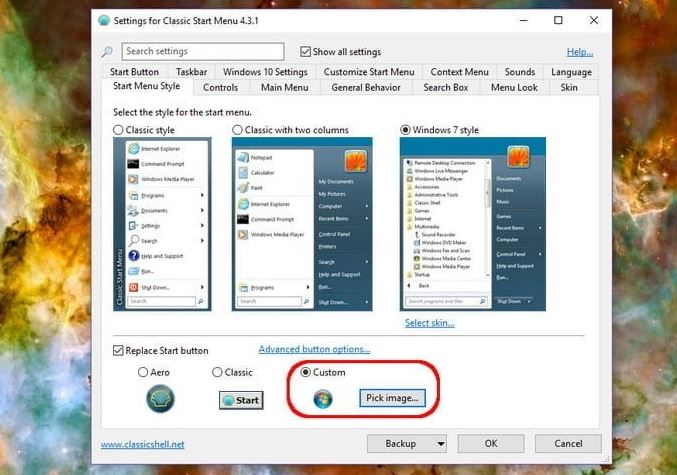 Settings for Classic Start Menu 4.3.1
Search settings
Show all settings
Help...
Start Button Taskbar Windows 10 Settings Customize Start Menu Context Menu Sounds Language
Start Menu Style Controls Main Menu General Behavior Search Box Menu Look Skin
Select the style for the start menu.
Classic style
Classic with two columns
Windows 7 style
Classic Start Menu
Internet Explorer
Command Prompt
Windows Media Player
Programs
Documents
Settings
Search
Help and Support
Run...
Shut Down...
Search
Notepad
Calculator
Paint
Internet Explorer
Command Prompt
Windows Media Player
Programs
Search
My Documents
My Pictures
Computer
Recent Items
Control Panel
Printers
Search
Help and Support
Run...
Shut Down...
Remote Desktop Connection
Windows Live Messenger
Windows Media Player
Accessories
Administrative Tools
Classic Shell
Games
Internet
Multimedia
Sound Recorder
Windows DVD Maker
Windows Fax and Scan
Windows Media Center
Windows Media Player
Startup
Back
Search programs and files
Documents
Pictures
Music
Games
Recent Items
Computer
Control Panel
Help and Support
Run...
Shut Down
Select skin...
Replace Start button
Advanced button options...
Aero
Classic
Custom
Start
Pick image...
www.classicshell.net
Backup
OK
Cancel